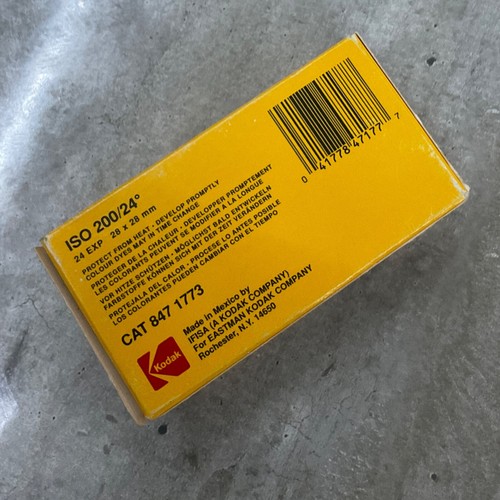 ISO 200/24°
24 EXP 28 x 28 mm
PROTECT FROM HEAT, DEVELOP PROMPTLY
COLOUR DYES MAY IN TIME CHANGE
PROTEGER DE LA CHALEUR - DEVELOPPER PROMPTEMENT
LES COLORANTS PEUVENT SE MODIFIER A LA LONGUE
VOR HITZE SCHÜTZEN - MÖGLICHST BALD ENTWICKELN
FARBSTOFFE KÖNNEN SICH MIT DER ZEIT VERÄNDERN
PROTEJALA DEL CALOR, PROCESE LO ANTES POSIBLE
LOS COLORANTES PUEDEN CAMBIAR CON EL TIEMPO
CAT 847 1773
Made in Mexico by
IFISA (A KODAK COMPANY)
For EASTMAN KODAK COMPANY
Rochester, N.Y. 14650
Kodak
0 41778 47177 7